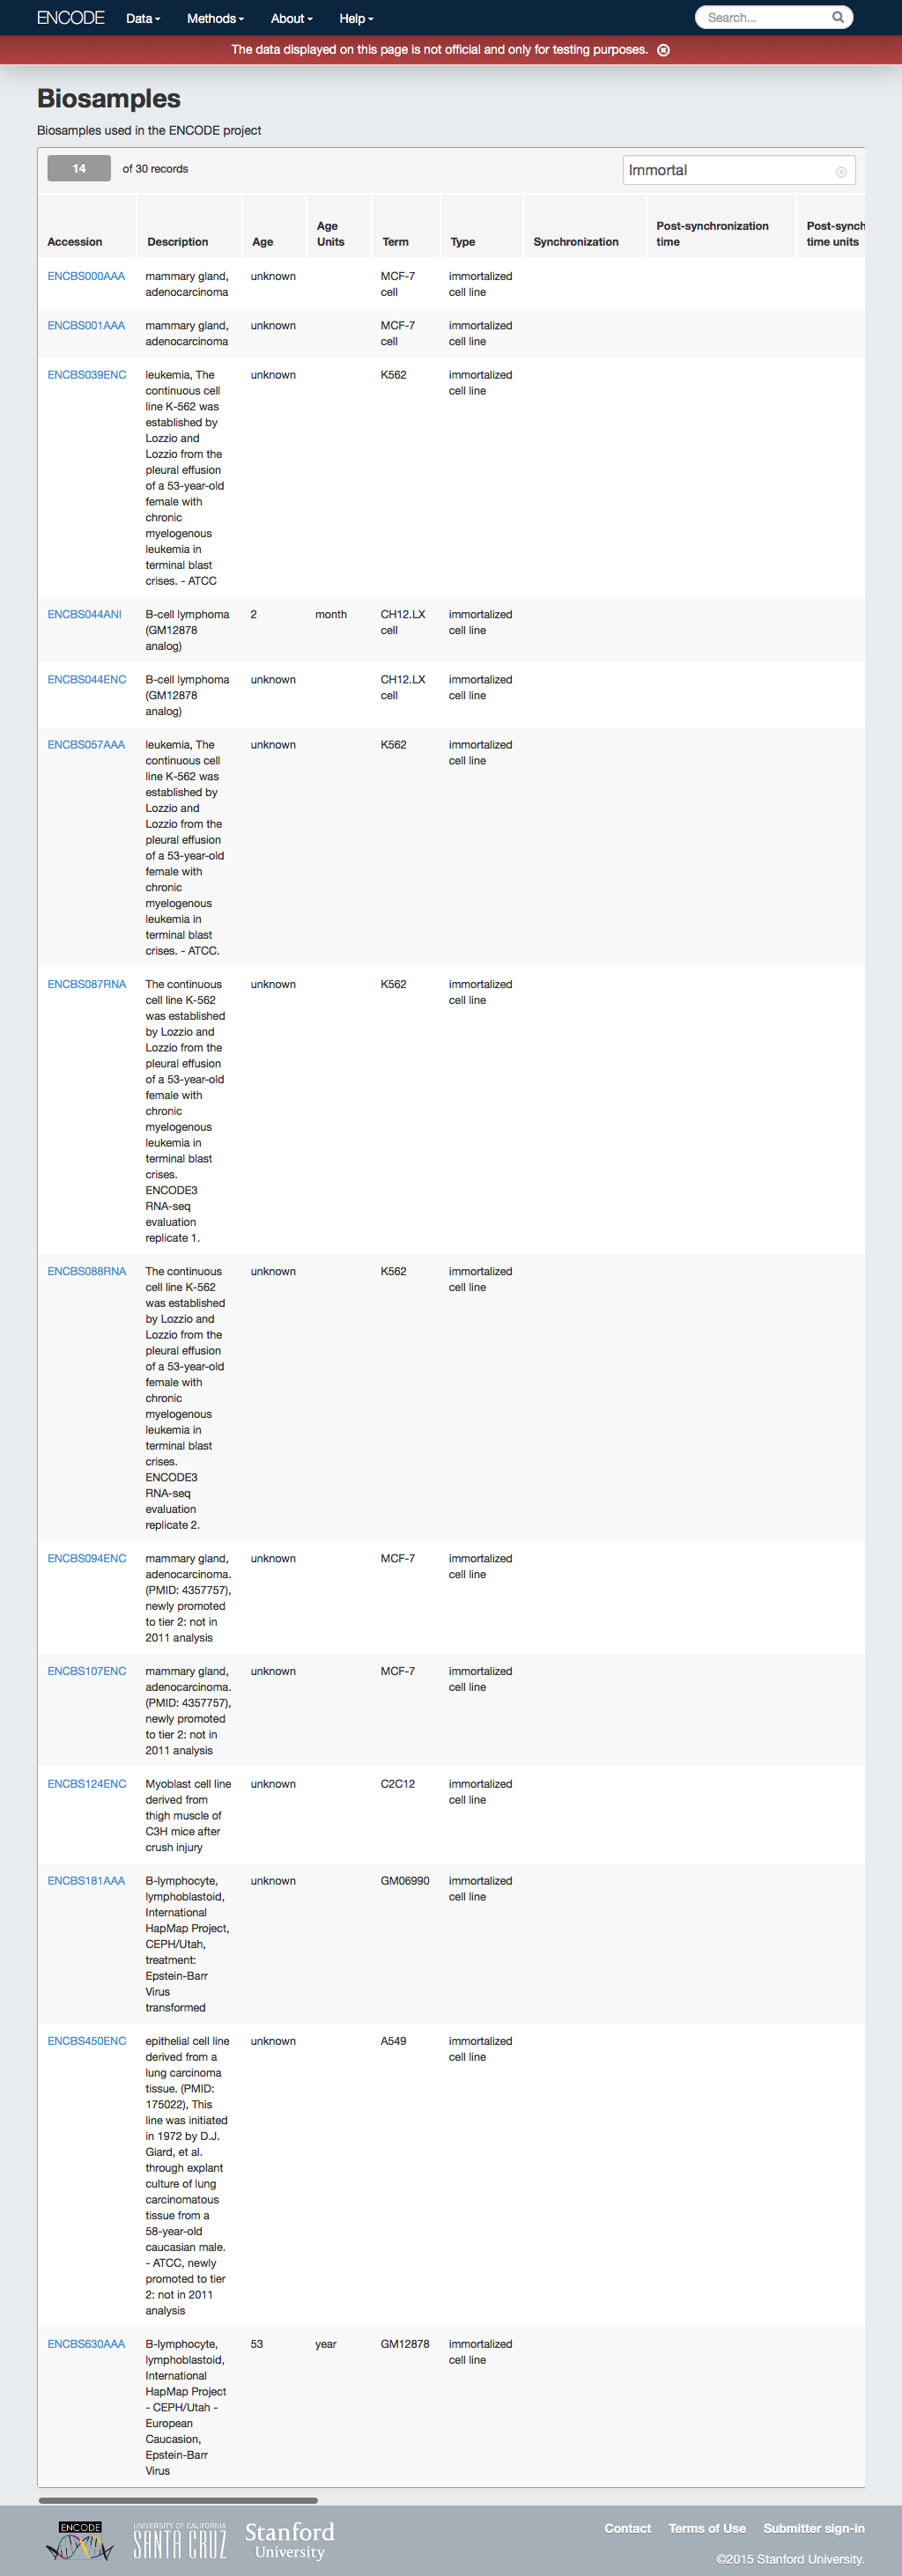 ENCODE Data Methods About Help Search...
The data displayed on this page is not official and only for testing purposes.
Biosamples
Biosamples used in the ENCODE project
14 of 30 records Immortal
Accession Description Age Age Units Term Type Synchronization Post-synchronization time Post-synch time units
ENCBS000AAA mammary gland, unknown MCF-7 immortalized
adenocarcinoma cell cell line
ENCBS001AAA mammary gland, unknown MCF-7 immortalized
adenocarcinoma cell cell line
ENCBS039ENC leukemia, The unknown K562 immortalized
continuous cell cell line
line K-562 was
established by
Lozzio and
Lozzio from the
pleural effusion
of a 53-year-old
female with
chronic
myelogenous
leukemia in
terminal blast
crises. - ATCC
ENCBS044ANI B-cell lymphoma 2 month CH12.LX immortalized
(GM12878 cell cell line
analog)
ENCBS044ENC B-cell lymphoma unknown CH12.LX immortalized
(GM12878 cell cell line
analog)
ENCBS057AAA leukemia, The unknown K562 immortalized
continuous cell cell line
line K-562 was
established by
Lozzio and
Lozzio from the
pleural effusion
of a 53-year-old
female with
chronic
myelogenous
leukemia in
terminal blast
crises. - ATCC.
ENCBS087RNA The continuous unknown K562 immortalized
cell line K-562 cell line
was established
by Lozzio and
Lozzio from the
pleural effusion
of a 53-year-old
female with
chronic
myelogenous
leukemia in
terminal blast
crises.
ENCODE3
RNA-seq
evaluation
replicate 1.
ENCBS088RNA The continuous unknown K562 immortalized
cell line K-562 cell line
was established
by Lozzio and
Lozzio from the
pleural effusion
of a 53-year-old
female with
chronic
myelogenous
leukemia in
terminal blast
crises.
ENCODE3
RNA-seq
evaluation
replicate 2.
ENCBS094ENC mammary gland, unknown MCF-7 immortalized
adenocarcinoma. cell line
(PMID: 4357757),
newly promoted
to tier 2: not in
2011 analysis
ENCBS107ENC mammary gland, unknown MCF-7 immortalized
adenocarcinoma. cell line
(PMID: 4357757),
newly promoted
to tier 2: not in
2011 analysis
ENCBS124ENC Myoblast cell line unknown C2C12 immortalized
derived from cell line
thigh muscle of
C3H mice after
crush injury
ENCBS181AAA B-lymphocyte, unknown GM06990 immortalized
lymphoblastoid, cell line
International
HapMap Project,
CEPH/Utah,
treatment:
Epstein-Barr
Virus
transformed
ENCBS450ENC epithelial cell line unknown A549 immortalized
derived from a cell line
lung carcinoma
tissue. (PMID:
175022), This
line was initiated
in 1972 by D.J.
Giard, et al.
through explant
culture of lung
carcinomatous
tissue from a
58-year-old
caucasian male.
- ATCC, newly
promoted to tier
2: not in 2011
analysis
ENCBS630AAA B-lymphocyte, 53 year GM12878 immortalized
lymphoblastoid, cell line
International
HapMap Project
- CEPH/Utah -
European
Caucasion,
Epstein-Barr
Virus
ENCODE UNIVERSITY OF CALIFORNIA SANTA CRUZ Stanford University
Contact Terms of Use Submitter sign-in
©2015 Stanford University.